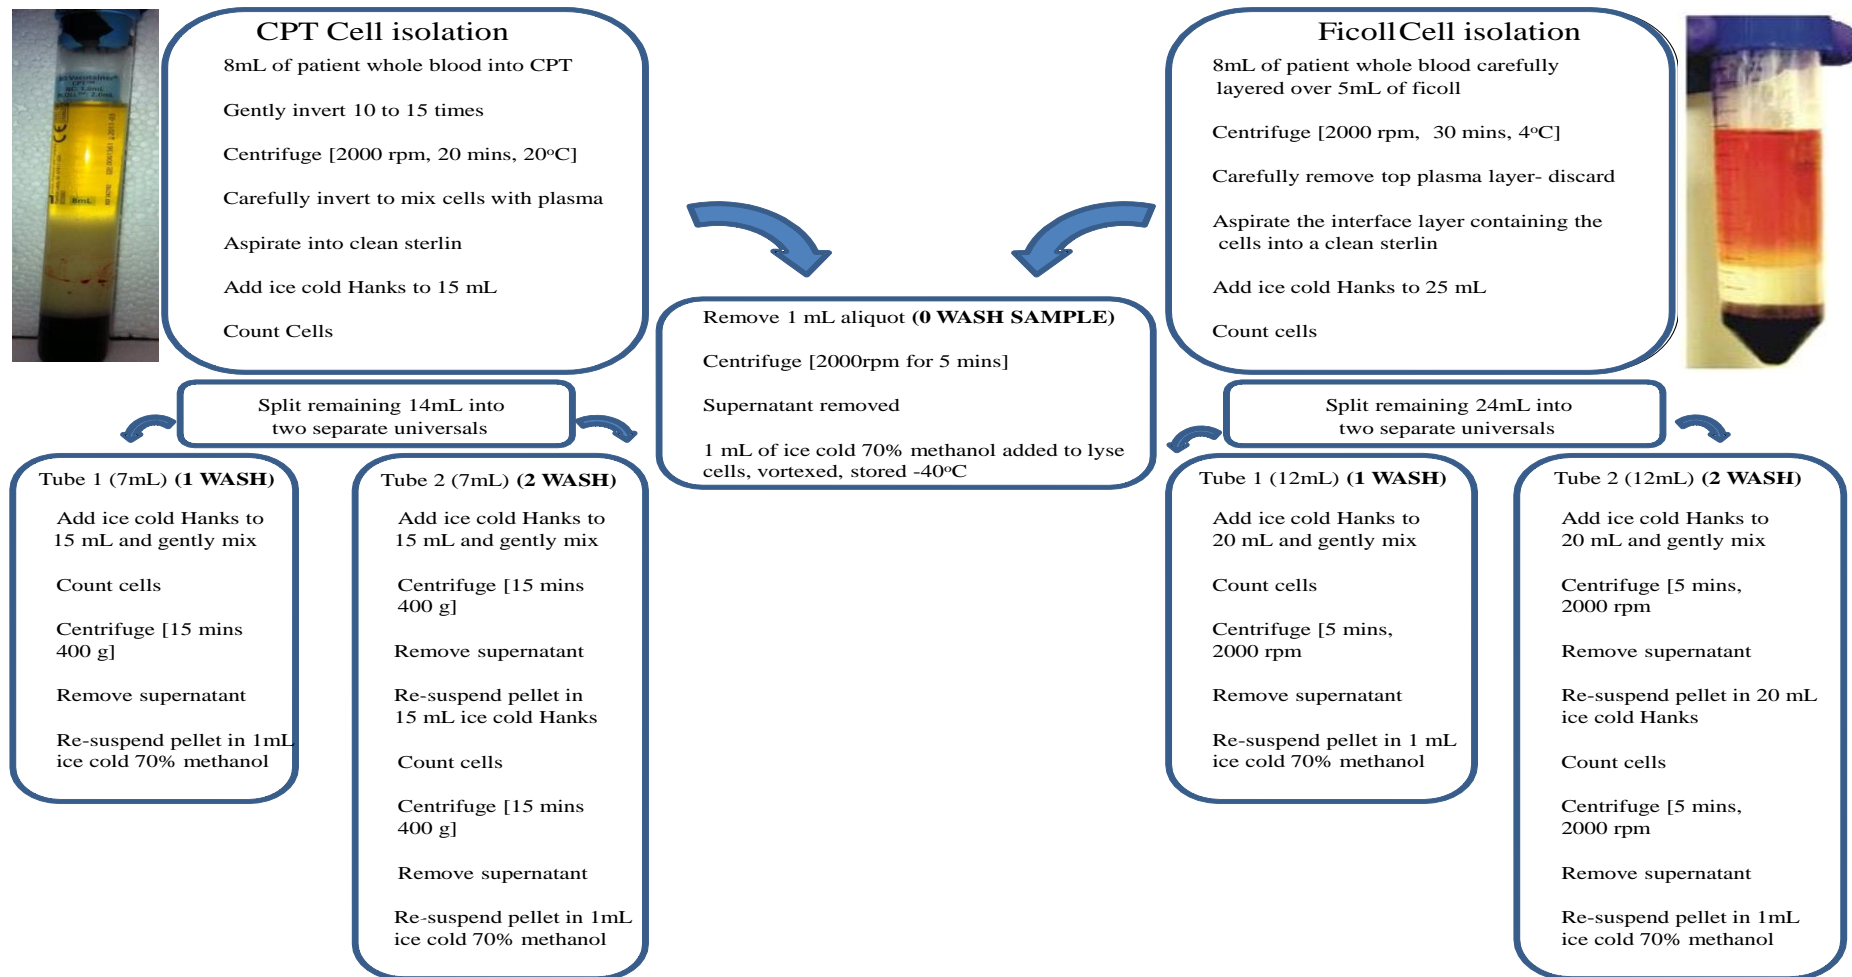 CPT Cell isolation
8mL of patient whole blood into CPT
Gently invert 10 to 15 times
Centrifuge [2000 rpm, 20 mins, 20°C]
Carefully invert to mix cells with plasma
Aspirate into clean sterlin
Add ice cold Hanks to 15 mL
Count Cells
Ficoll Cell isolation
8mL of patient whole blood carefully
layered over 5mL of ficoll
Centrifuge [2000 rpm, 30 mins, 4°C]
Carefully remove top plasma layer- discard
Aspirate the interface layer containing the
cells into a clean sterlin
Add ice cold Hanks to 25 mL
Count cells
Remove 1 mL aliquot (0 WASH SAMPLE)
Centrifuge [2000rpm for 5 mins]
Supernatant removed
1 mL of ice cold 70% methanol added to lyse
cells, vortexed, stored -40°C
Split remaining 14mL into
two separate universals
Tube 1 (7mL) (1 WASH)
Add ice cold Hanks to
15 mL and gently mix
Count cells
Centrifuge [15 mins
400 g]
Remove supernatant
Re-suspend pellet in 1mL
ice cold 70% methanol
Tube 2 (7mL) (2 WASH)
Add ice cold Hanks to
15 mL and gently mix
Centrifuge [15 mins
400 g]
Remove supernatant
Re-suspend pellet in
15 mL ice cold Hanks
Count cells
Centrifuge [15 mins
400 g]
Remove supernatant
Re-suspend pellet in 1mL
ice cold 70% methanol
Split remaining 24mL into
two separate universals
Tube 1 (12mL) (1 WASH)
Add ice cold Hanks to
20 mL and gently mix
Count cells
Centrifuge [5 mins,
2000 rpm
Remove supernatant
Re-suspend pellet in 1 mL
ice cold 70% methanol
Tube 2 (12mL) (2 WASH)
Add ice cold Hanks to
20 mL and gently mix
Centrifuge [5 mins,
2000 rpm
Remove supernatant
Re-suspend pellet in 20 mL
ice cold Hanks
Count cells
Centrifuge [5 mins,
2000 rpm
Remove supernatant
Re-suspend pellet in 1mL
ice cold 70% methanol
Vacutainer
CPT
CE
8mL